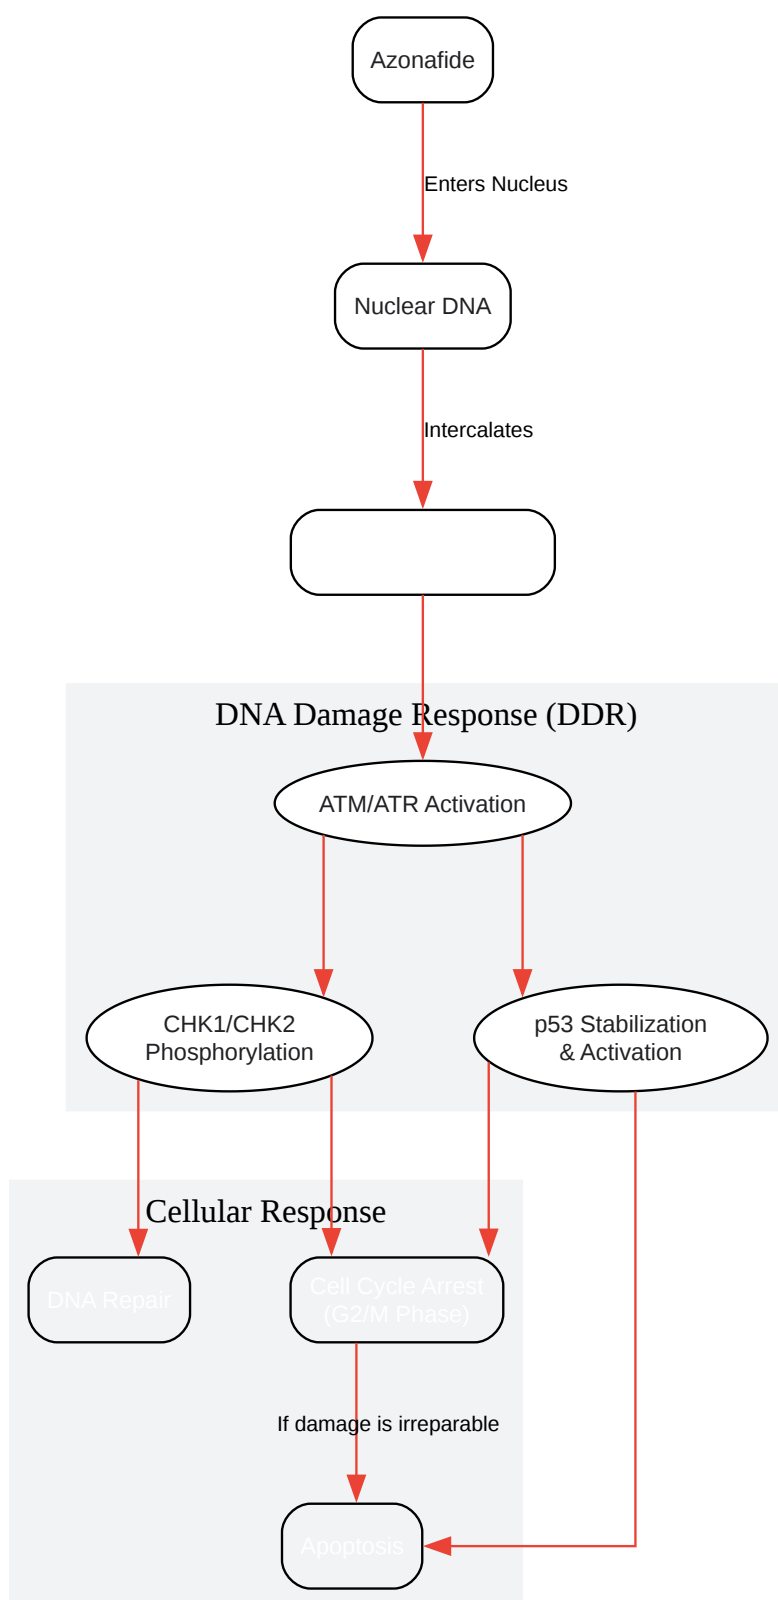 Azonafide
Enters Nucleus
Nuclear DNA
Intercalates
DNA Damage Response (DDR)
ATM/ATR Activation
CHK1/CHK2
Phosphorylation
p53 Stabilization
& Activation
Cellular Response
DNA Repair
Cell Cycle Arrest
(G2/M Phase)
If damage is irreparable
Apoptosis